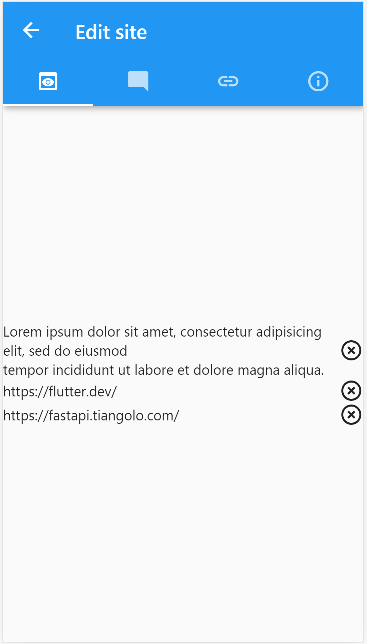 Edit site
Lorem ipsum dolor sit amet, consectetur adipisicing
elit, sed do eiusmod
tempor incididunt ut labore et dolore magna aliqua.
https://flutter.dev/
https://fastapi.tiangolo.com/